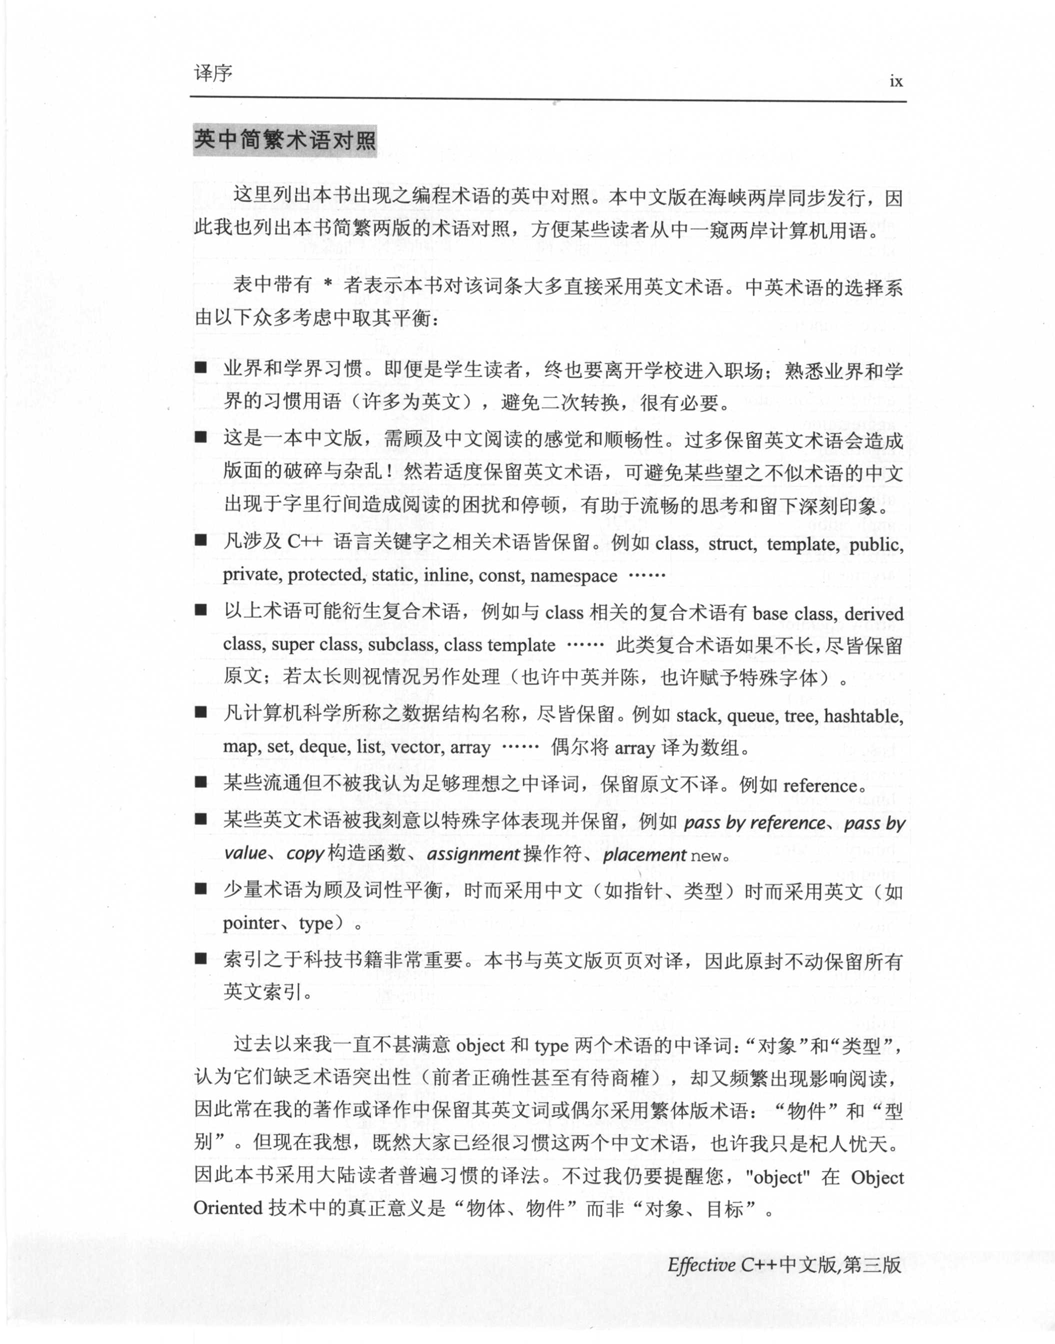 译序
ix
英中简繁术语对照
这里列出本书出现之编程术语的英中对照。本中文版在海峡两岸同步发行，因
此我也列出本书简繁两版的术语对照，方便某些读者从中一窥两岸计算机用语。
表中带有 * 者表示本书对该词条大多直接采用英文术语。中英术语的选择系
由以下众多考虑中取其平衡：
■ 业界和学界习惯。即便是学生读者，终也要离开学校进入职场；熟悉业界和学
界的习惯用语（许多为英文），避免二次转换，很有必要。
■ 这是一本中文版，需顾及中文阅读的感觉和顺畅性。过多保留英文术语会造成
版面的破碎与杂乱！然若适度保留英文术语，可避免某些望之不似术语的中文
出现于字里行间造成阅读的困扰和停顿，有助于流畅的思考和留下深刻印象。
■ 凡涉及 C++ 语言关键字之相关术语皆保留。例如 class, struct, template, public,
private, protected, static, inline, const, namespace ……
■ 以上术语可能衍生复合术语，例如与 class 相关的复合术语有 base class, derived
class, super class, subclass, class template …… 此类复合术语如果不长，尽皆保留
原文；若太长则视情况另作处理（也许中英并陈，也许赋予特殊字体）。
■ 凡计算机科学所称之数据结构名称，尽皆保留。例如 stack, queue, tree, hashtable,
map, set, deque, list, vector, array …… 偶尔将 array 译为数组。
■ 某些流通但不被我认为足够理想之中译词，保留原文不译。例如 reference。
■ 某些英文术语被我刻意以特殊字体表现并保留，例如 pass by reference、pass by
value、copy 构造函数、assignment 操作符、placement new。
■ 少量术语为顾及词性平衡，时而采用中文（如指针、类型）时而采用英文（如
pointer、type）。
■ 索引之于科技书籍非常重要。本书与英文版页页对译，因此原封不动保留所有
英文索引。
过去以来我一直不甚满意 object 和 type 两个术语的中译词：“对象”和“类型”，
认为它们缺乏术语突出性（前者正确性甚至有待商榷），却又频繁出现影响阅读，
因此常在我的著作或译作中保留其英文词或偶尔采用繁体版术语：“物件”和“型
别”。但现在我想，既然大家已经很习惯这两个中文术语，也许我只是杞人忧天。
因此本书采用大陆读者普遍习惯的译法。不过我仍要提醒您，"object" 在 Object
Oriented 技术中的真正意义是“物体、物件”而非“对象、目标”。
Effective C++中文版,第三版